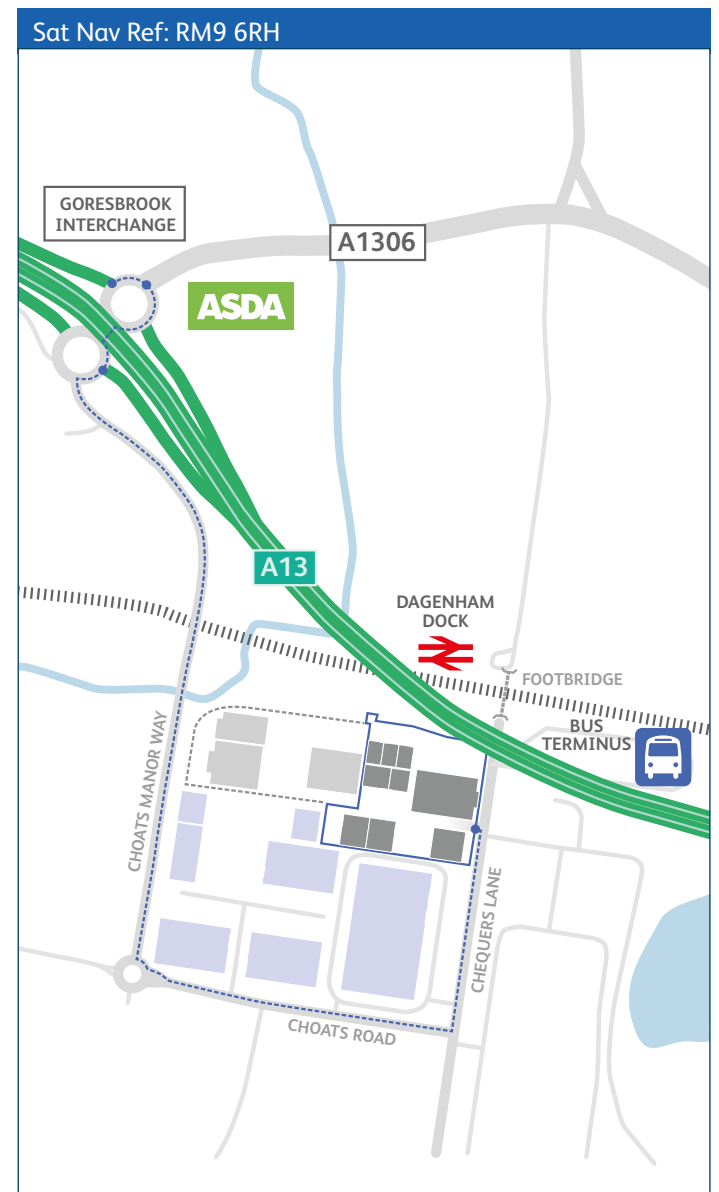 Sat Nav Ref: RM9 6RH
GORESBROOK
INTERCHANGE
A1306
ASDA
A13
DAGENHAM
DOCK
FOOTBRIDGE
BUS
TERMINUS
CHOATS MANOR WAY
CHEQUERS LANE
CHOATS ROAD